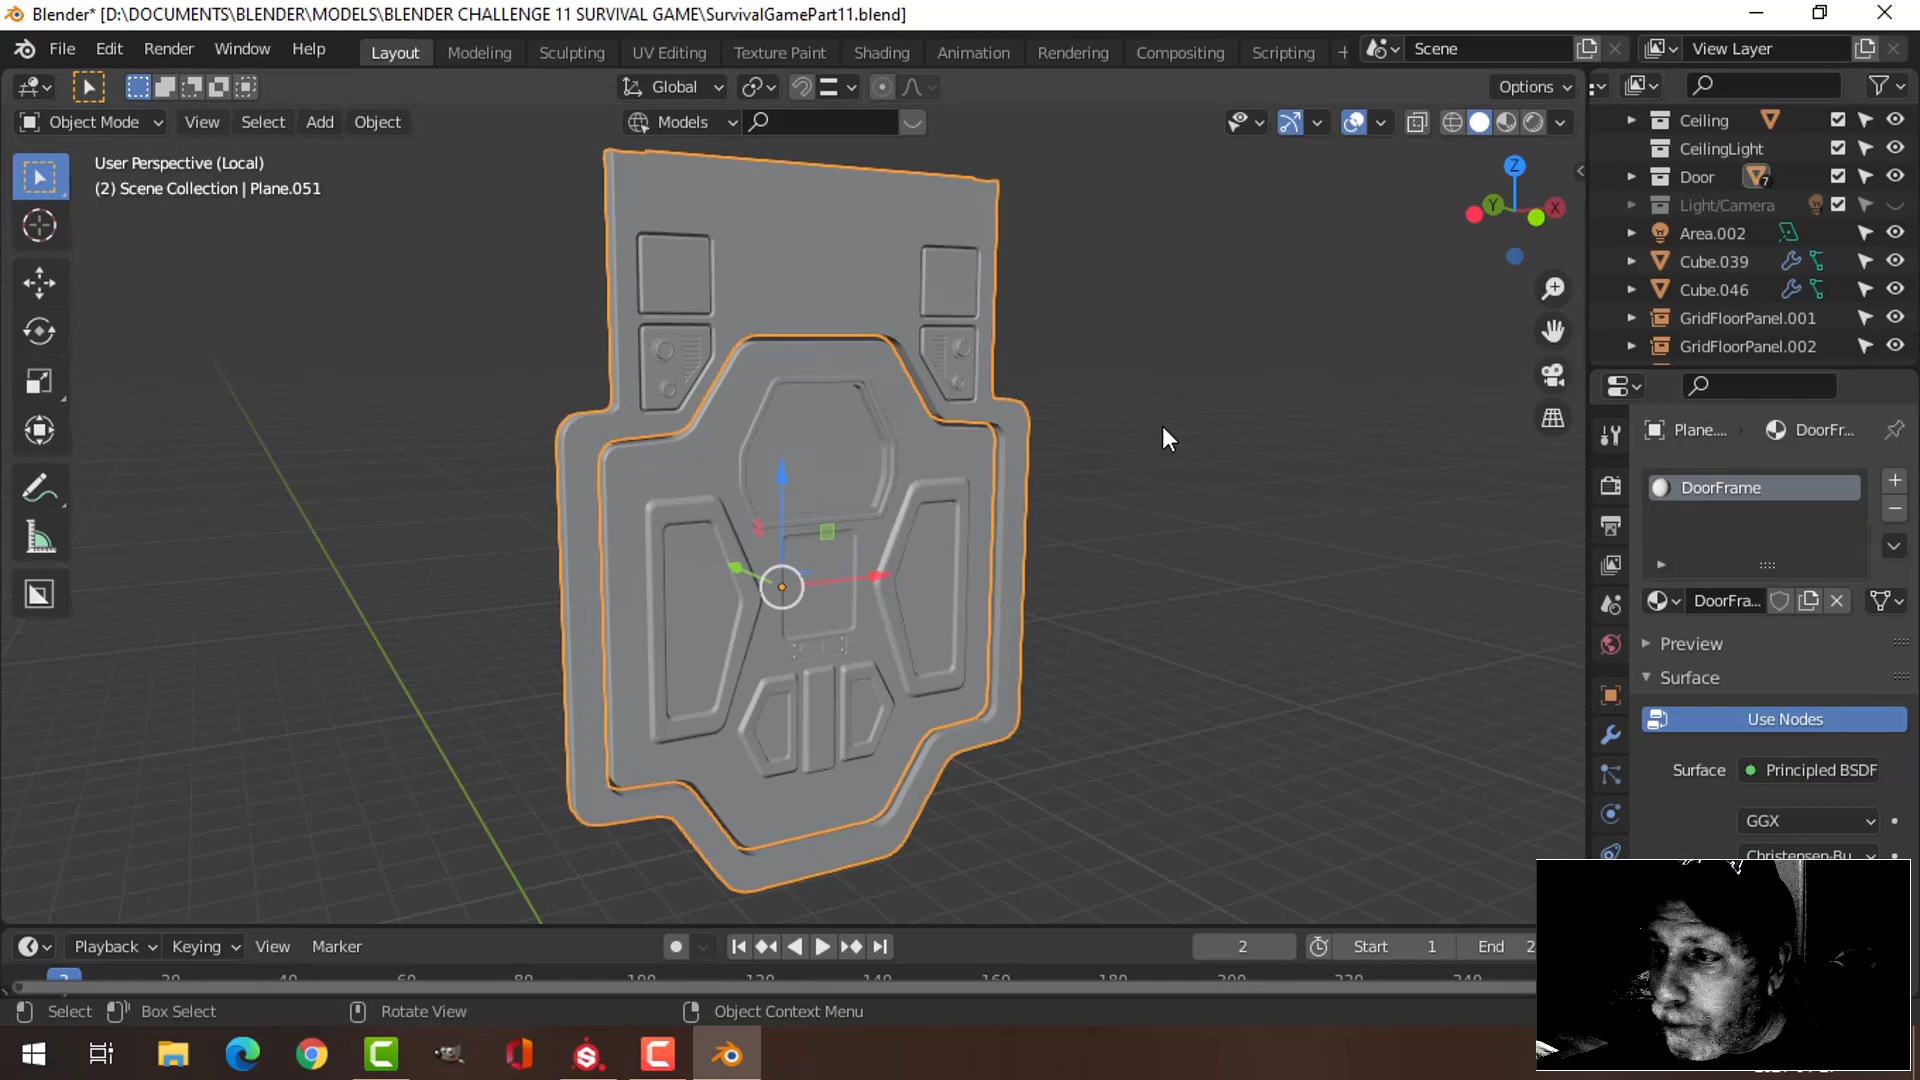 Blender* [D:\DOCUMENTS\BLENDER\MODELS\BLENDER CHALLENGE 11 SURVIVAL GAME\SurvivalGamePart11.blend]
File Edit Render Window Help
Layout Modeling Sculpting UV Editing Texture Paint Shading Animation Rendering Compositing Scripting +
Scene
View Layer
Global
Options
Object Mode View Select Add Object
Models
User Perspective (Local)
(2) Scene Collection | Plane.051
Z
Y
X
Ceiling
CeilingLight
Door 7
Light/Camera
Area.002
Cube.039
Cube.046
GridFloorPanel.001
GridFloorPanel.002
Plane.... DoorFr...
DoorFrame
DoorFra...
Preview
Surface
Use Nodes
Surface Principled BSDF
GGX
Christensen-Bu
Playback Keying View Marker
2
Start 1
End 2
Select Box Select Rotate View Object Context Menu